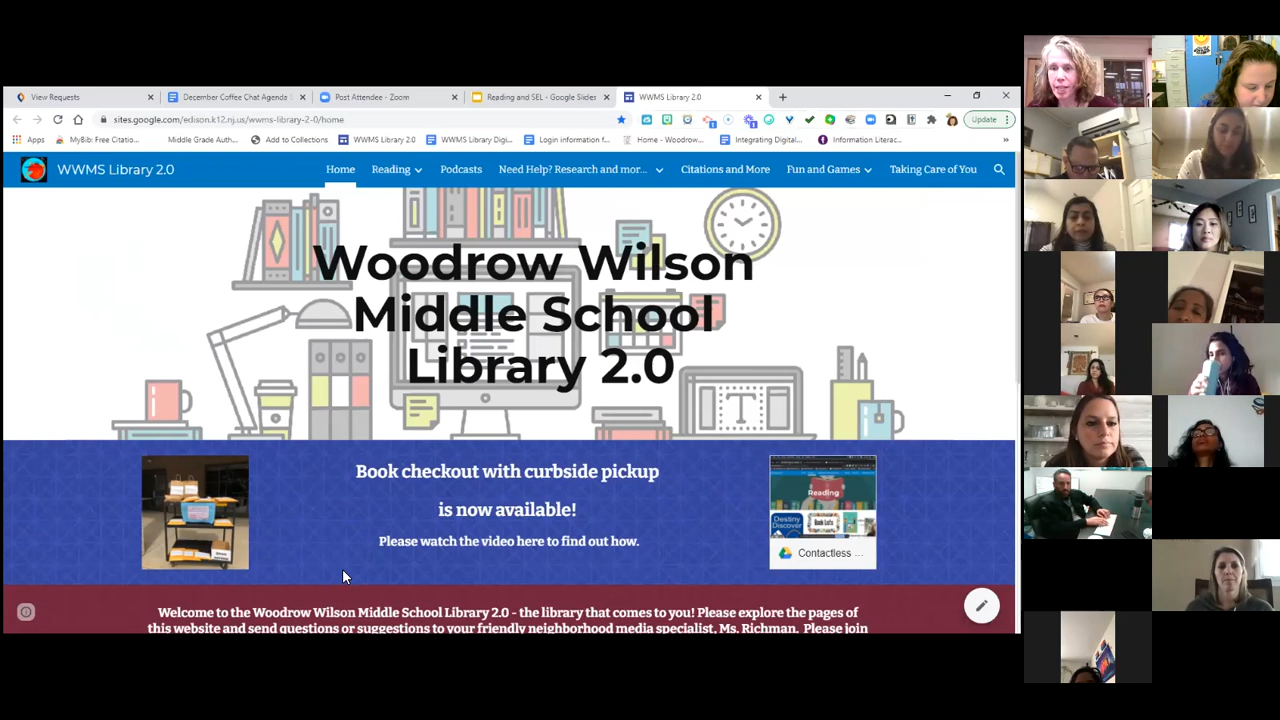 View Requests
December Coffee Chat Agenda
Post Attendee - Zoom
Reading and SEL - Google Slides
WWMS Library 2.0
sites.google.com/edison.k12.nj.us/wwms-library-2-0/home
Update
Apps
MyBib: Free Citatio...
Middle Grade Auth...
Add to Collections
WWMS Library 2.0
WWMS Library Digi...
Login information f...
Home - Woodrow...
Integrating Digital...
Information Literac...
WWMS Library 2.0
Home
Reading
Podcasts
Need Help? Research and mor...
Citations and More
Fun and Games
Taking Care of You
Woodrow Wilson
Middle School
Library 2.0
T
Book checkout with curbside pickup
is now available!
Please watch the video here to find out how.
Reading
Destiny
Discover
Book Lists
Contactless ...
Welcome to the Woodrow Wilson Middle School Library 2.0 - the library that comes to you! Please explore the pages of
this website and send questions or suggestions to your friendly neighborhood media specialist, Ms. Richman. Please join